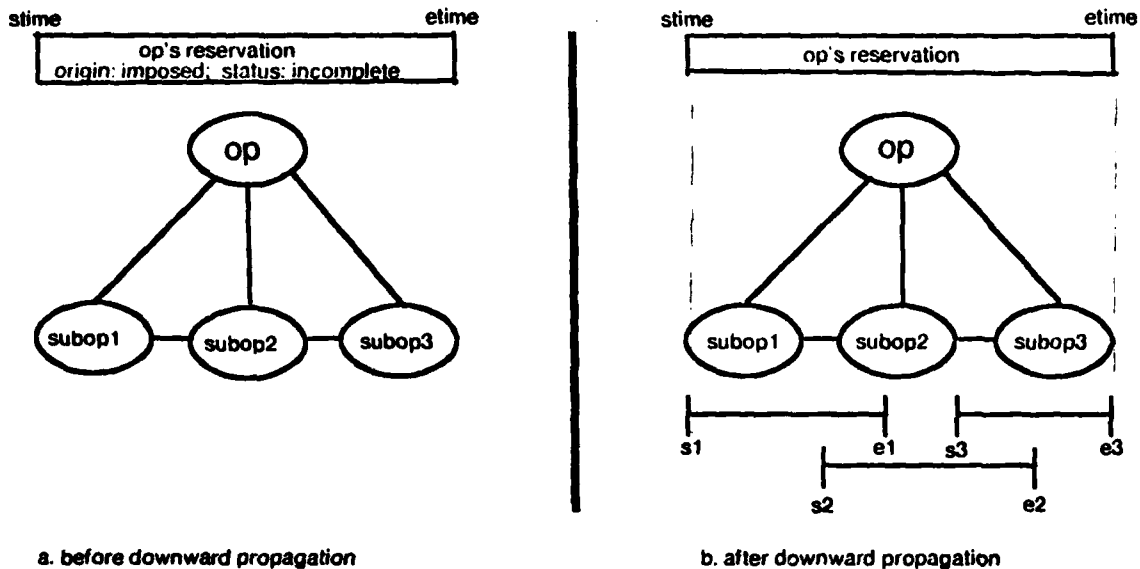 stime etime
op's reservation
origin: imposed; status: incomplete
op
subop1 subop2 subop3
a. before downward propagation
stime etime
op's reservation
op
subop1 subop2 subop3
s1 e1 s3 e3
s2 e2
b. after downward propagation